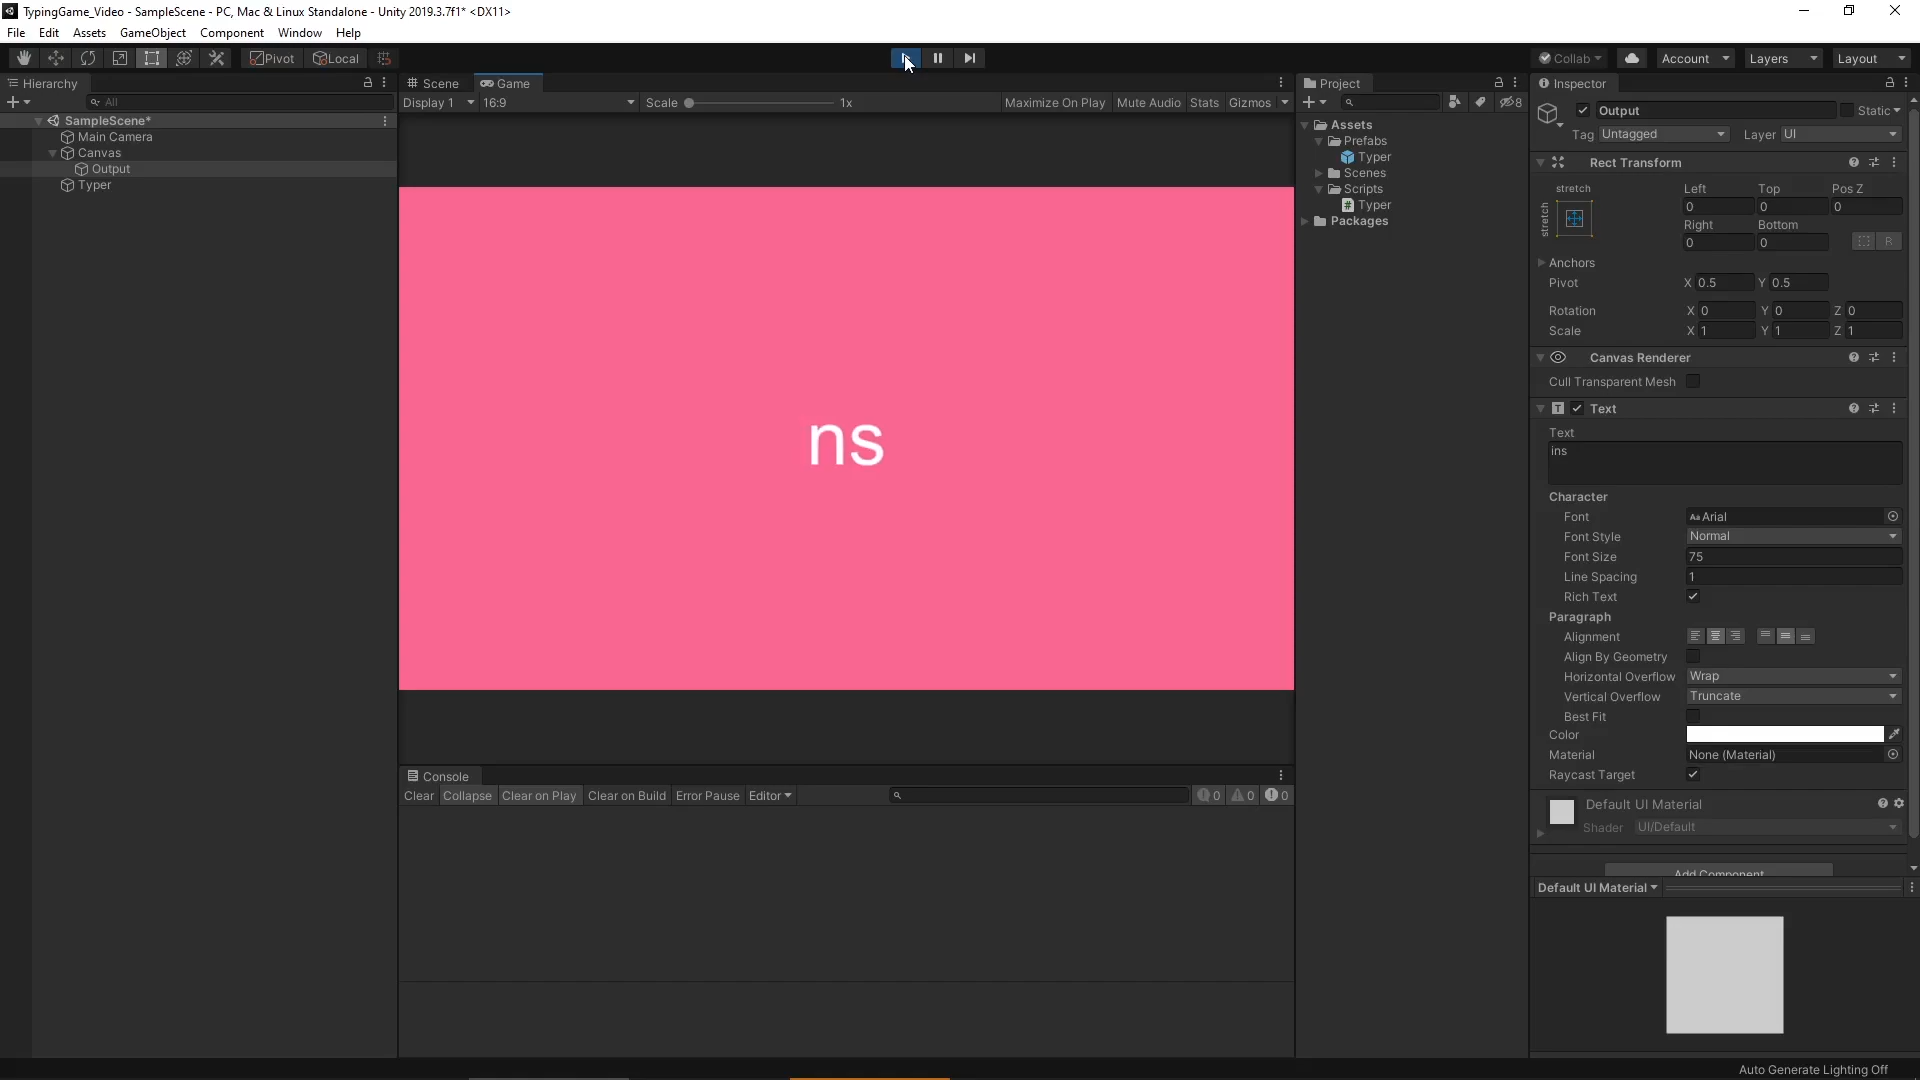 TypingGame_Video - SampleScene - PC, Mac & Linux Standalone - Unity 2019.3.7f1* <DX11>
File Edit Assets GameObject Component Window Help
Pivot Local Collab Account Layers Layout
Hierarchy
All
SampleScene*
Main Camera
Canvas
Output
Typer
Scene Game
Display 1 16:9 Scale 1x Maximize On Play Mute Audio Stats Gizmos
ns
Console
Clear Collapse Clear on Play Clear on Build Error Pause Editor 0 0 0
Project
8
Assets
Prefabs
Typer
Scenes
Scripts
Typer
Packages
Inspector
Output Static
Tag Untagged Layer UI
Rect Transform
stretch
stretch
Left Top Pos Z
0 0 0
Right Bottom
0 0 R
Anchors
Pivot X 0.5 Y 0.5
Rotation X 0 Y 0 Z 0
Scale X 1 Y 1 Z 1
Canvas Renderer
Cull Transparent Mesh
T Text
Text
ins
Character
Font Aa Arial
Font Style Normal
Font Size 75
Line Spacing 1
Rich Text
Paragraph
Alignment
Align By Geometry
Horizontal Overflow Wrap
Vertical Overflow Truncate
Best Fit
Color
Material None (Material)
Raycast Target
Default UI Material
Shader UI/Default
Add Component
Default UI Material
Auto Generate Lighting Off